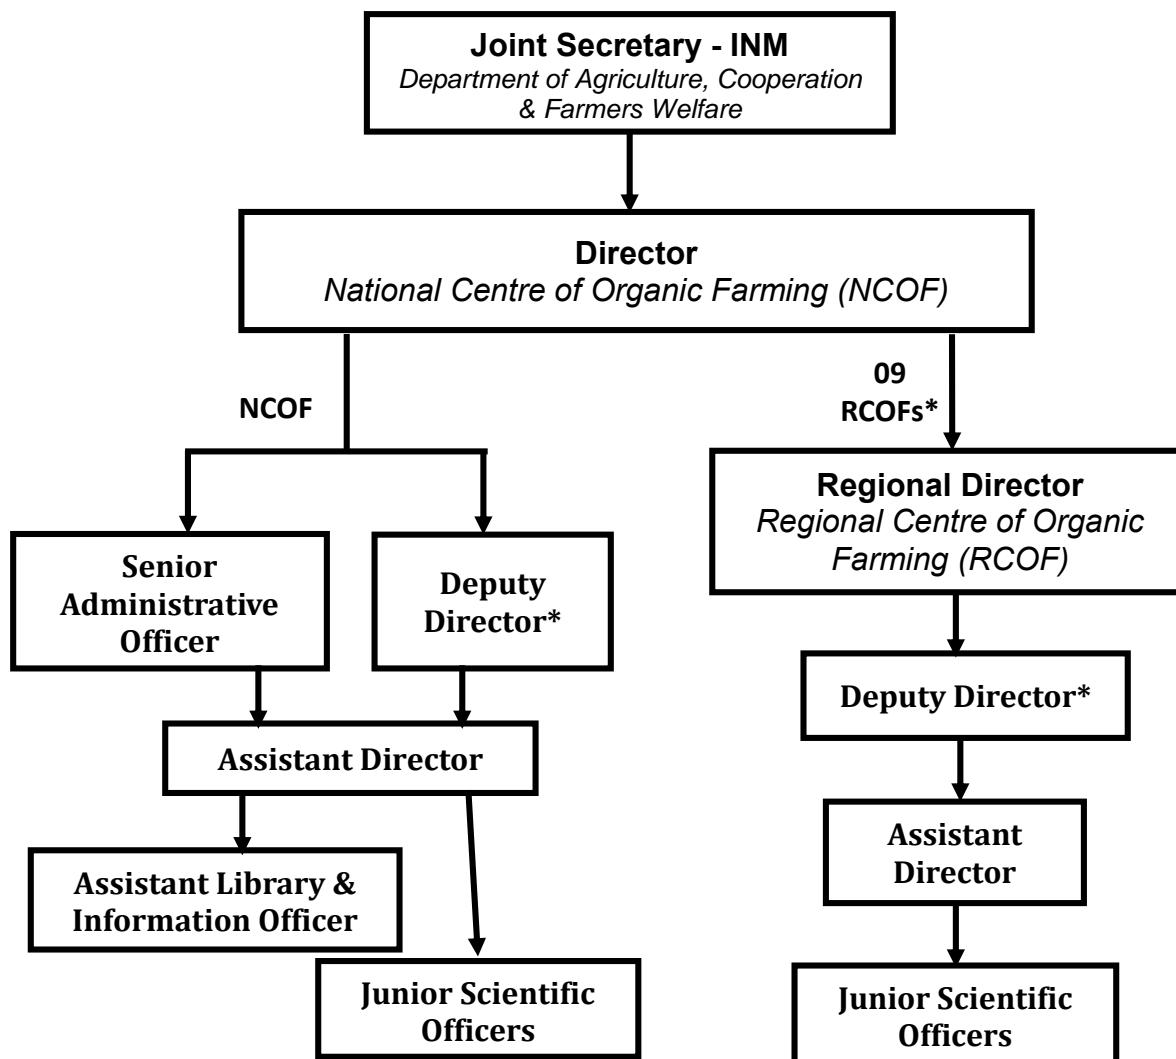 Joint Secretary - INM
Department of Agriculture, Cooperation
& Farmers Welfare
Director
National Centre of Organic Farming (NCOF)
NCOF
09
RCOFs*
Senior
Administrative
Officer
Deputy
Director*
Assistant Director
Assistant Library &
Information Officer
Junior Scientific
Officers
Regional Director
Regional Centre of Organic
Farming (RCOF)
Deputy Director*
Assistant
Director
Junior Scientific
Officers